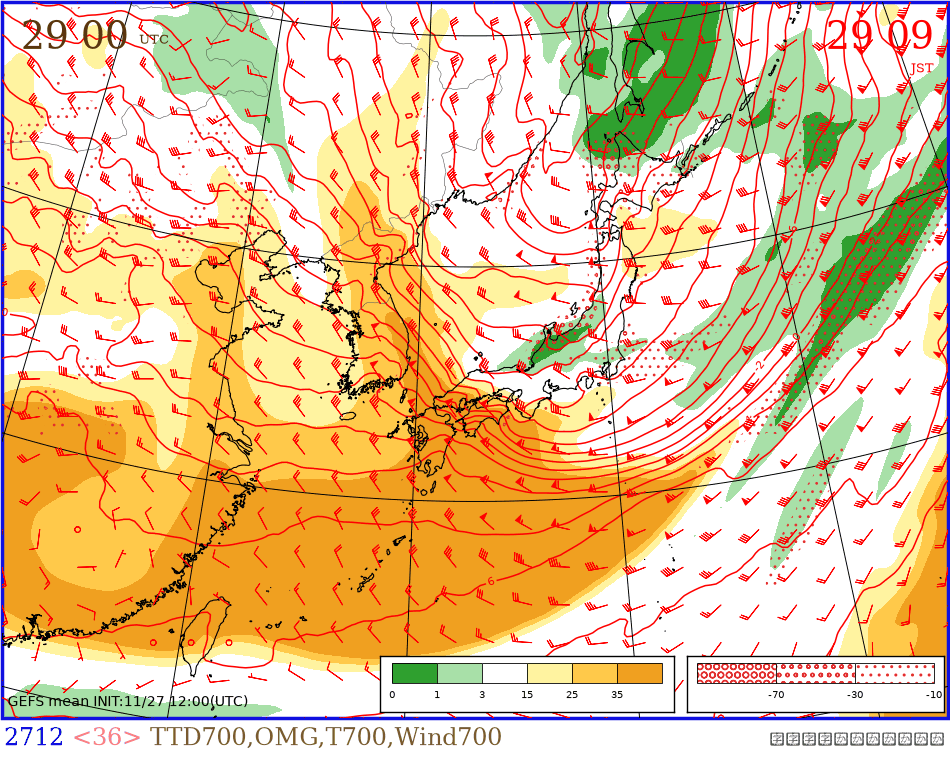 29 00 UTC
29 09
JST
6
0 1 3 15 25 35
-70 -30 -10
GEFS mean INIT:11/27 12:00(UTC)
2712 <36> TTD700,OMG,T700,Wind700